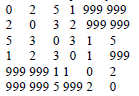 0 2 5 1 999 999
2 0 3 2 999 999
5 3 0 3 1 5
1 2 3 0 1 999
999 999 1 1 0 2
999 999 5 999 2 0